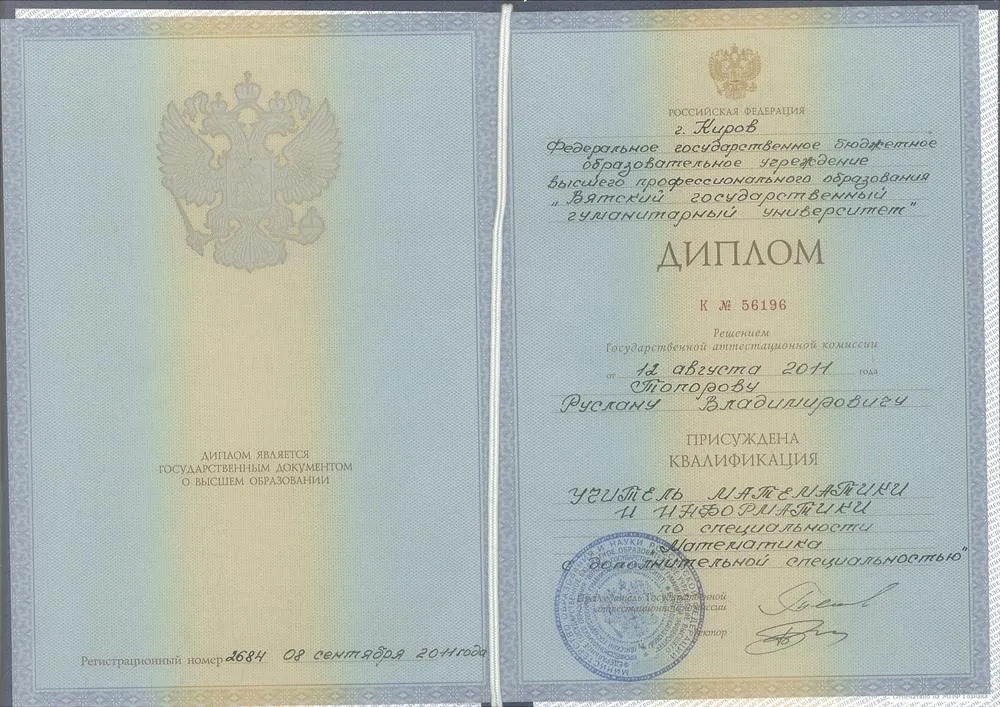 ДИПЛОМ ЯВЛЯЕТСЯ
ГОСУДАРСТВЕННЫМ ДОКУМЕНТОМ
О ВЫСШЕМ ОБРАЗОВАНИИ
Регистрационный номер 2684 08 сентября 2011 года
РОССИЙСКАЯ ФЕДЕРАЦИЯ
г. Киров
Федеральное государственное бюджетное
образовательное учреждение
высшего профессионального образования
"Вятский государственный
гуманитарный университет"
ДИПЛОМ
К № 56196
Решением
Государственной аттестационной комиссии
от 12 августа 2011 года
Топорову
Руслану Владимировичу
ПРИСУЖДЕНА
КВАЛИФИКАЦИЯ
УЧИТЕЛЬ МАТЕМАТИКИ
И ИНФОРМАТИКИ
по специальности
"Математика
с дополнительной специальностью"
Председатель Государственной
аттестационной комиссии
Ректор